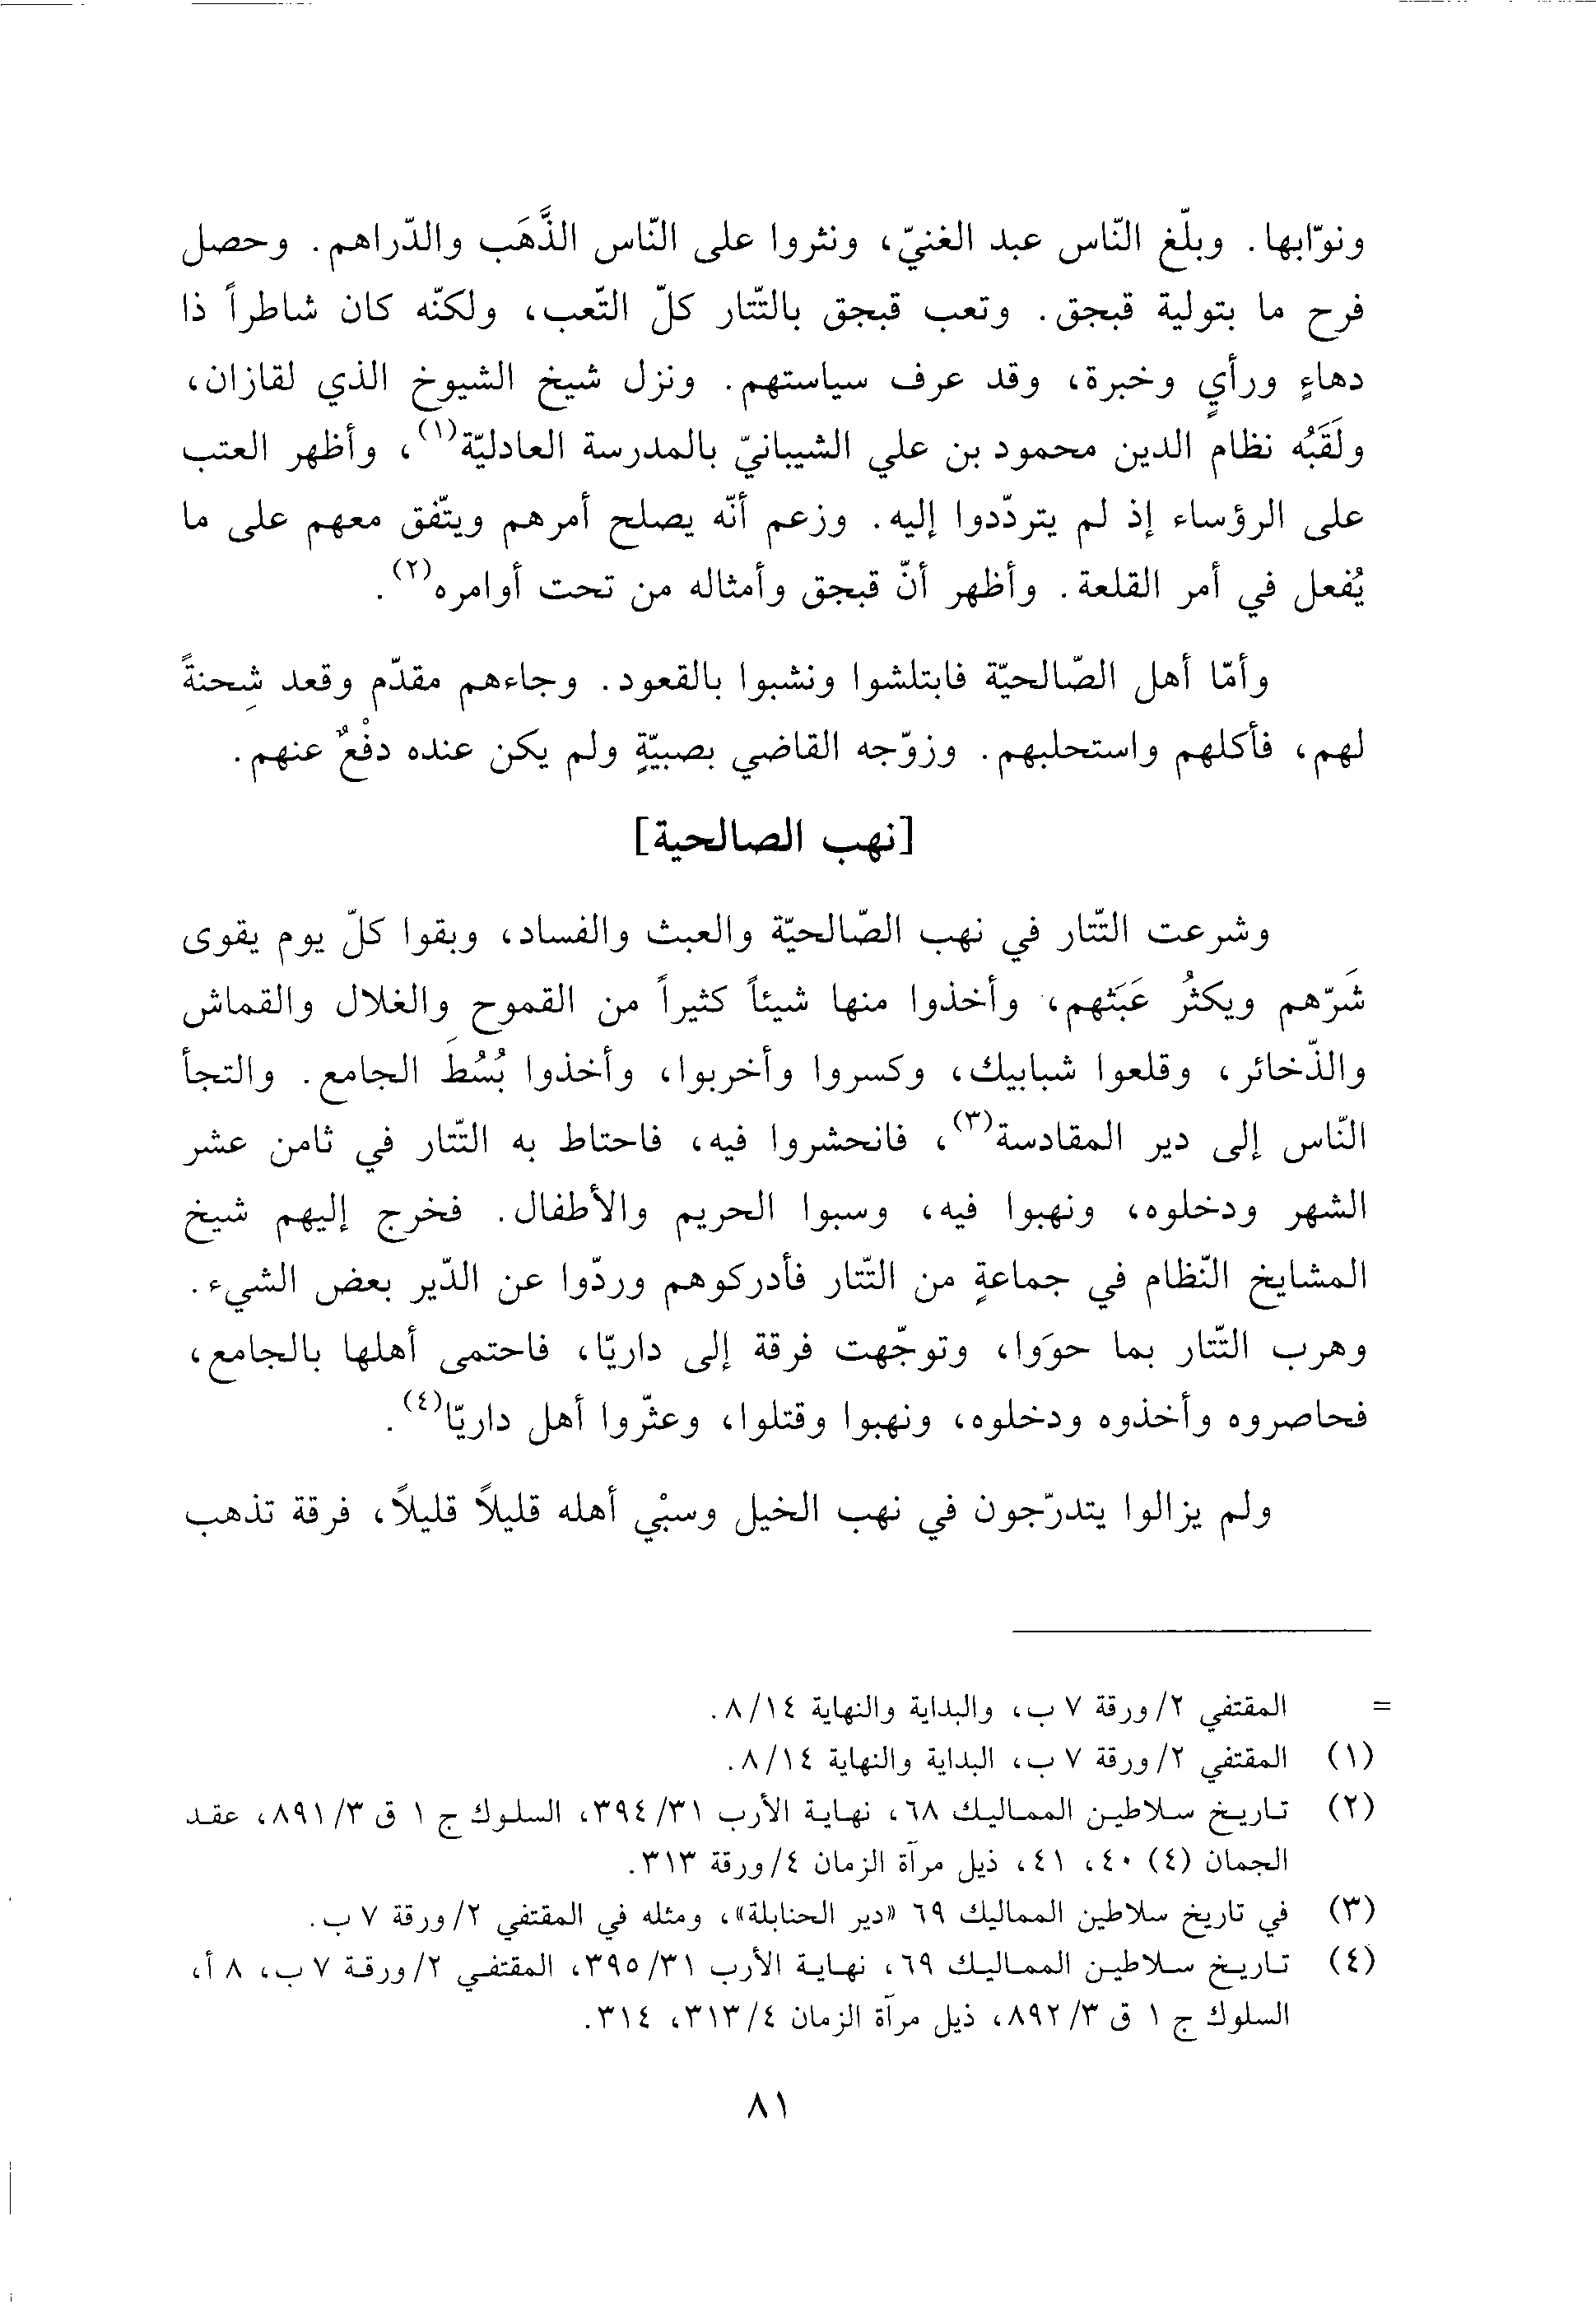 ونوّابها. وبلّغ النّاس عبد الغنيّ، ونثروا على النّاس الذَّهَب والدّراهم. وحصل
فرح ما بتولية قبجق. وتعب قبجق بالتّتار كلّ التّعب، ولكنّه كان شاطراً ذا
دهاءٍ ورأيٍ وخبرة، وقد عرف سياستهم. ونزل شيخ الشيوخ الذي لقازان،
ولَقَبُه نظام الدين محمود بن علي الشيبانيّ بالمدرسة العادليّة(١)، وأظهر العتب
على الرؤساء إذ لم يتردّدوا إليه. وزعم أنّه يصلح أمرهم ويتّفق معهم على ما
يُفعل في أمر القلعة. وأظهر أنّ قبجق وأمثاله من تحت أوامره(٢).
وأمّا أهل الصّالحيّة فابتلشوا ونشبوا بالقعود. وجاءهم مقدّم وقعد شِحنةً
لهم، فأكلهم واستحلبهم. وزوّجه القاضي بصبيّةٍ ولم يكن عنده دفْعٌ عنهم.
[نهب الصالحية]
وشرعت التّتار في نهب الصّالحيّة والعبث والفساد، وبقوا كلّ يوم يقوى
شَرّهم ويكثُر عَبَثهم، وأخذوا منها شيئاً كثيراً من القموح والغلال والقماش
والذّخائر، وقلعوا شبابيك، وكسروا وأخربوا، وأخذوا بُسُطَ الجامع. والتجأ
النّاس إلى دير المقادسة(٣)، فانحشروا فيه، فاحتاط به التّتار في ثامن عشر
الشهر ودخلوه، ونهبوا فيه، وسبوا الحريم والأطفال. فخرج إليهم شيخ
المشايخ النّظام في جماعةٍ من التّتار فأدركوهم وردّوا عن الدّير بعض الشيء.
وهرب التّتار بما حوَوا، وتوجّهت فرقة إلى داريّا، فاحتمى أهلها بالجامع،
فحاصروه وأخذوه ودخلوه، ونهبوا وقتلوا، وعثّروا أهل داريّا(٤).
ولم يزالوا يتدرّجون في نهب الخيل وسبْي أهله قليلاً قليلاً، فرقة تذهب
= المقتفي ٢/ ورقة ٧ ب، والبداية والنهاية ٨/١٤.
(١) المقتفي ٢/ ورقة ٧ ب، البداية والنهاية ٨/١٤.
(٢) تاريخ سلاطين المماليك ٦٨، نهاية الأرب ٣٩٤/٣١، السلوك ج ١ ق ٨٩١/٣، عقد
الجمان (٤) ٤٠، ٤١، ذيل مرآة الزمان ٤/ ورقة ٣١٣.
(٣) في تاريخ سلاطين المماليك ٦٩ «دير الحنابلة»، ومثله في المقتفي ٢/ ورقة ٧ ب.
(٤) تاريخ سلاطين المماليك ٦٩، نهاية الأرب ٣٩٥/٣١، المقتفي ٢/ ورقة ٧ ب، ٨ أ،
السلوك ج ١ ق ٨٩٢/٣، ذيل مرآة الزمان ٣١٣/٤، ٣١٤.
٨١